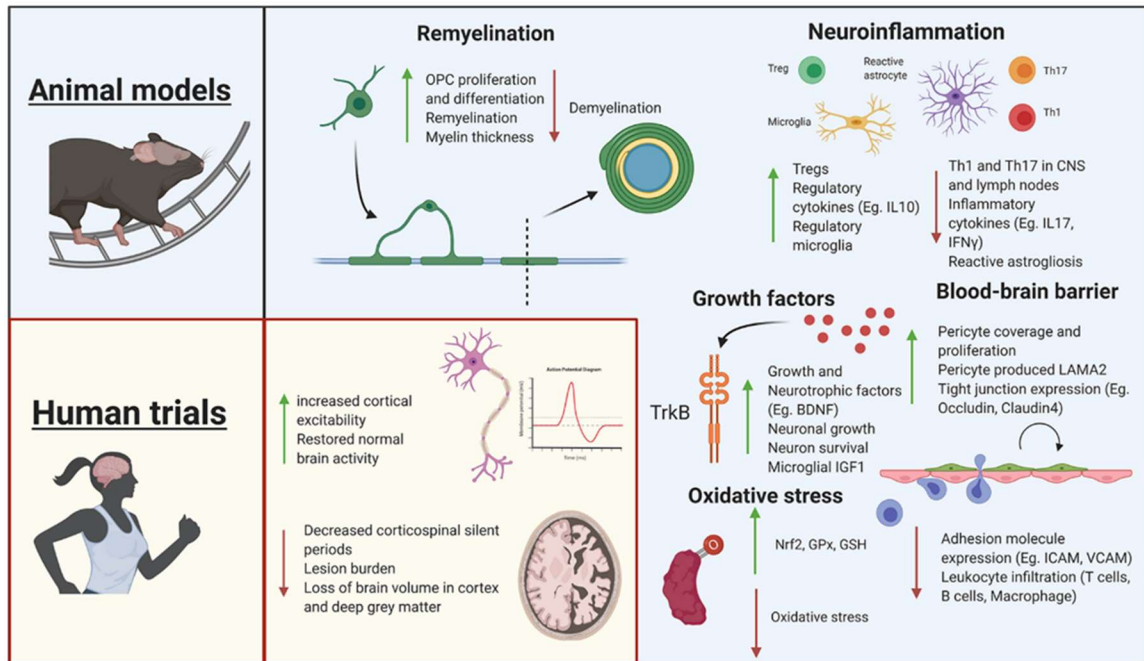 Animal models
Remyelination
OPC proliferation
and differentiation
Remyelination
Myelin thickness
Demyelination
Neuroinflammation
Treg
Reactive
astrocyte
Th17
Microglia
Th1
Tregs
Regulatory
cytokines (Eg. IL10)
Regulatory
microglia
Th1 and Th17 in CNS
and lymph nodes
Inflammatory
cytokines (Eg. IL17,
IFNγ)
Reactive astrogliosis
Growth factors
TrkB
Growth and
Neurotrophic factors
(Eg. BDNF)
Neuronal growth
Neuron survival
Microglial IGF1
Blood-brain barrier
Pericyte coverage and
proliferation
Pericyte produced LAMA2
Tight junction expression (Eg.
Occludin, Claudin4)
Adhesion molecule
expression (Eg. ICAM, VCAM)
Leukocyte infiltration (T cells,
B cells, Macrophage)
Oxidative stress
Nrf2, GPx, GSH
Oxidative stress
Human trials
increased cortical
excitability
Restored normal
brain activity
Action Potential Diagram
Membrane potential (mv)
Time (ms)
Decreased corticospinal silent
periods
Lesion burden
Loss of brain volume in cortex
and deep grey matter